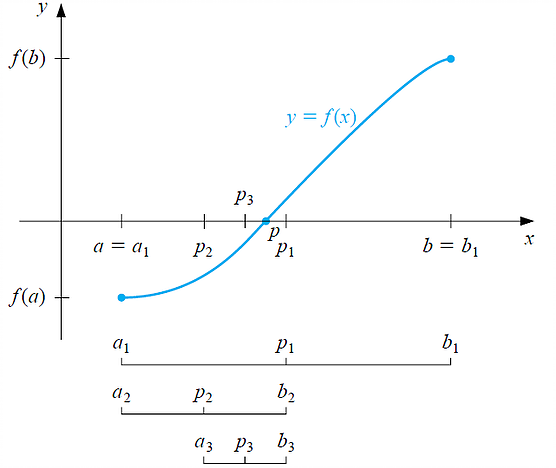 y
f(b)
y = f(x)
p₃
p
a = a₁ p₂ p₁ b = b₁
x
f(a)
a₁ p₁ b₁
a₂ p₂ b₂
a₃ p₃ b₃